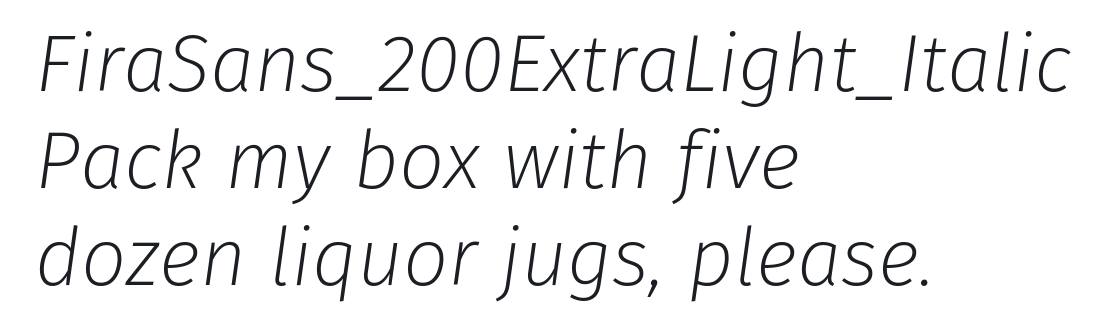 FiraSans_200ExtraLight_Italic
Pack my box with five
dozen liquor jugs, please.